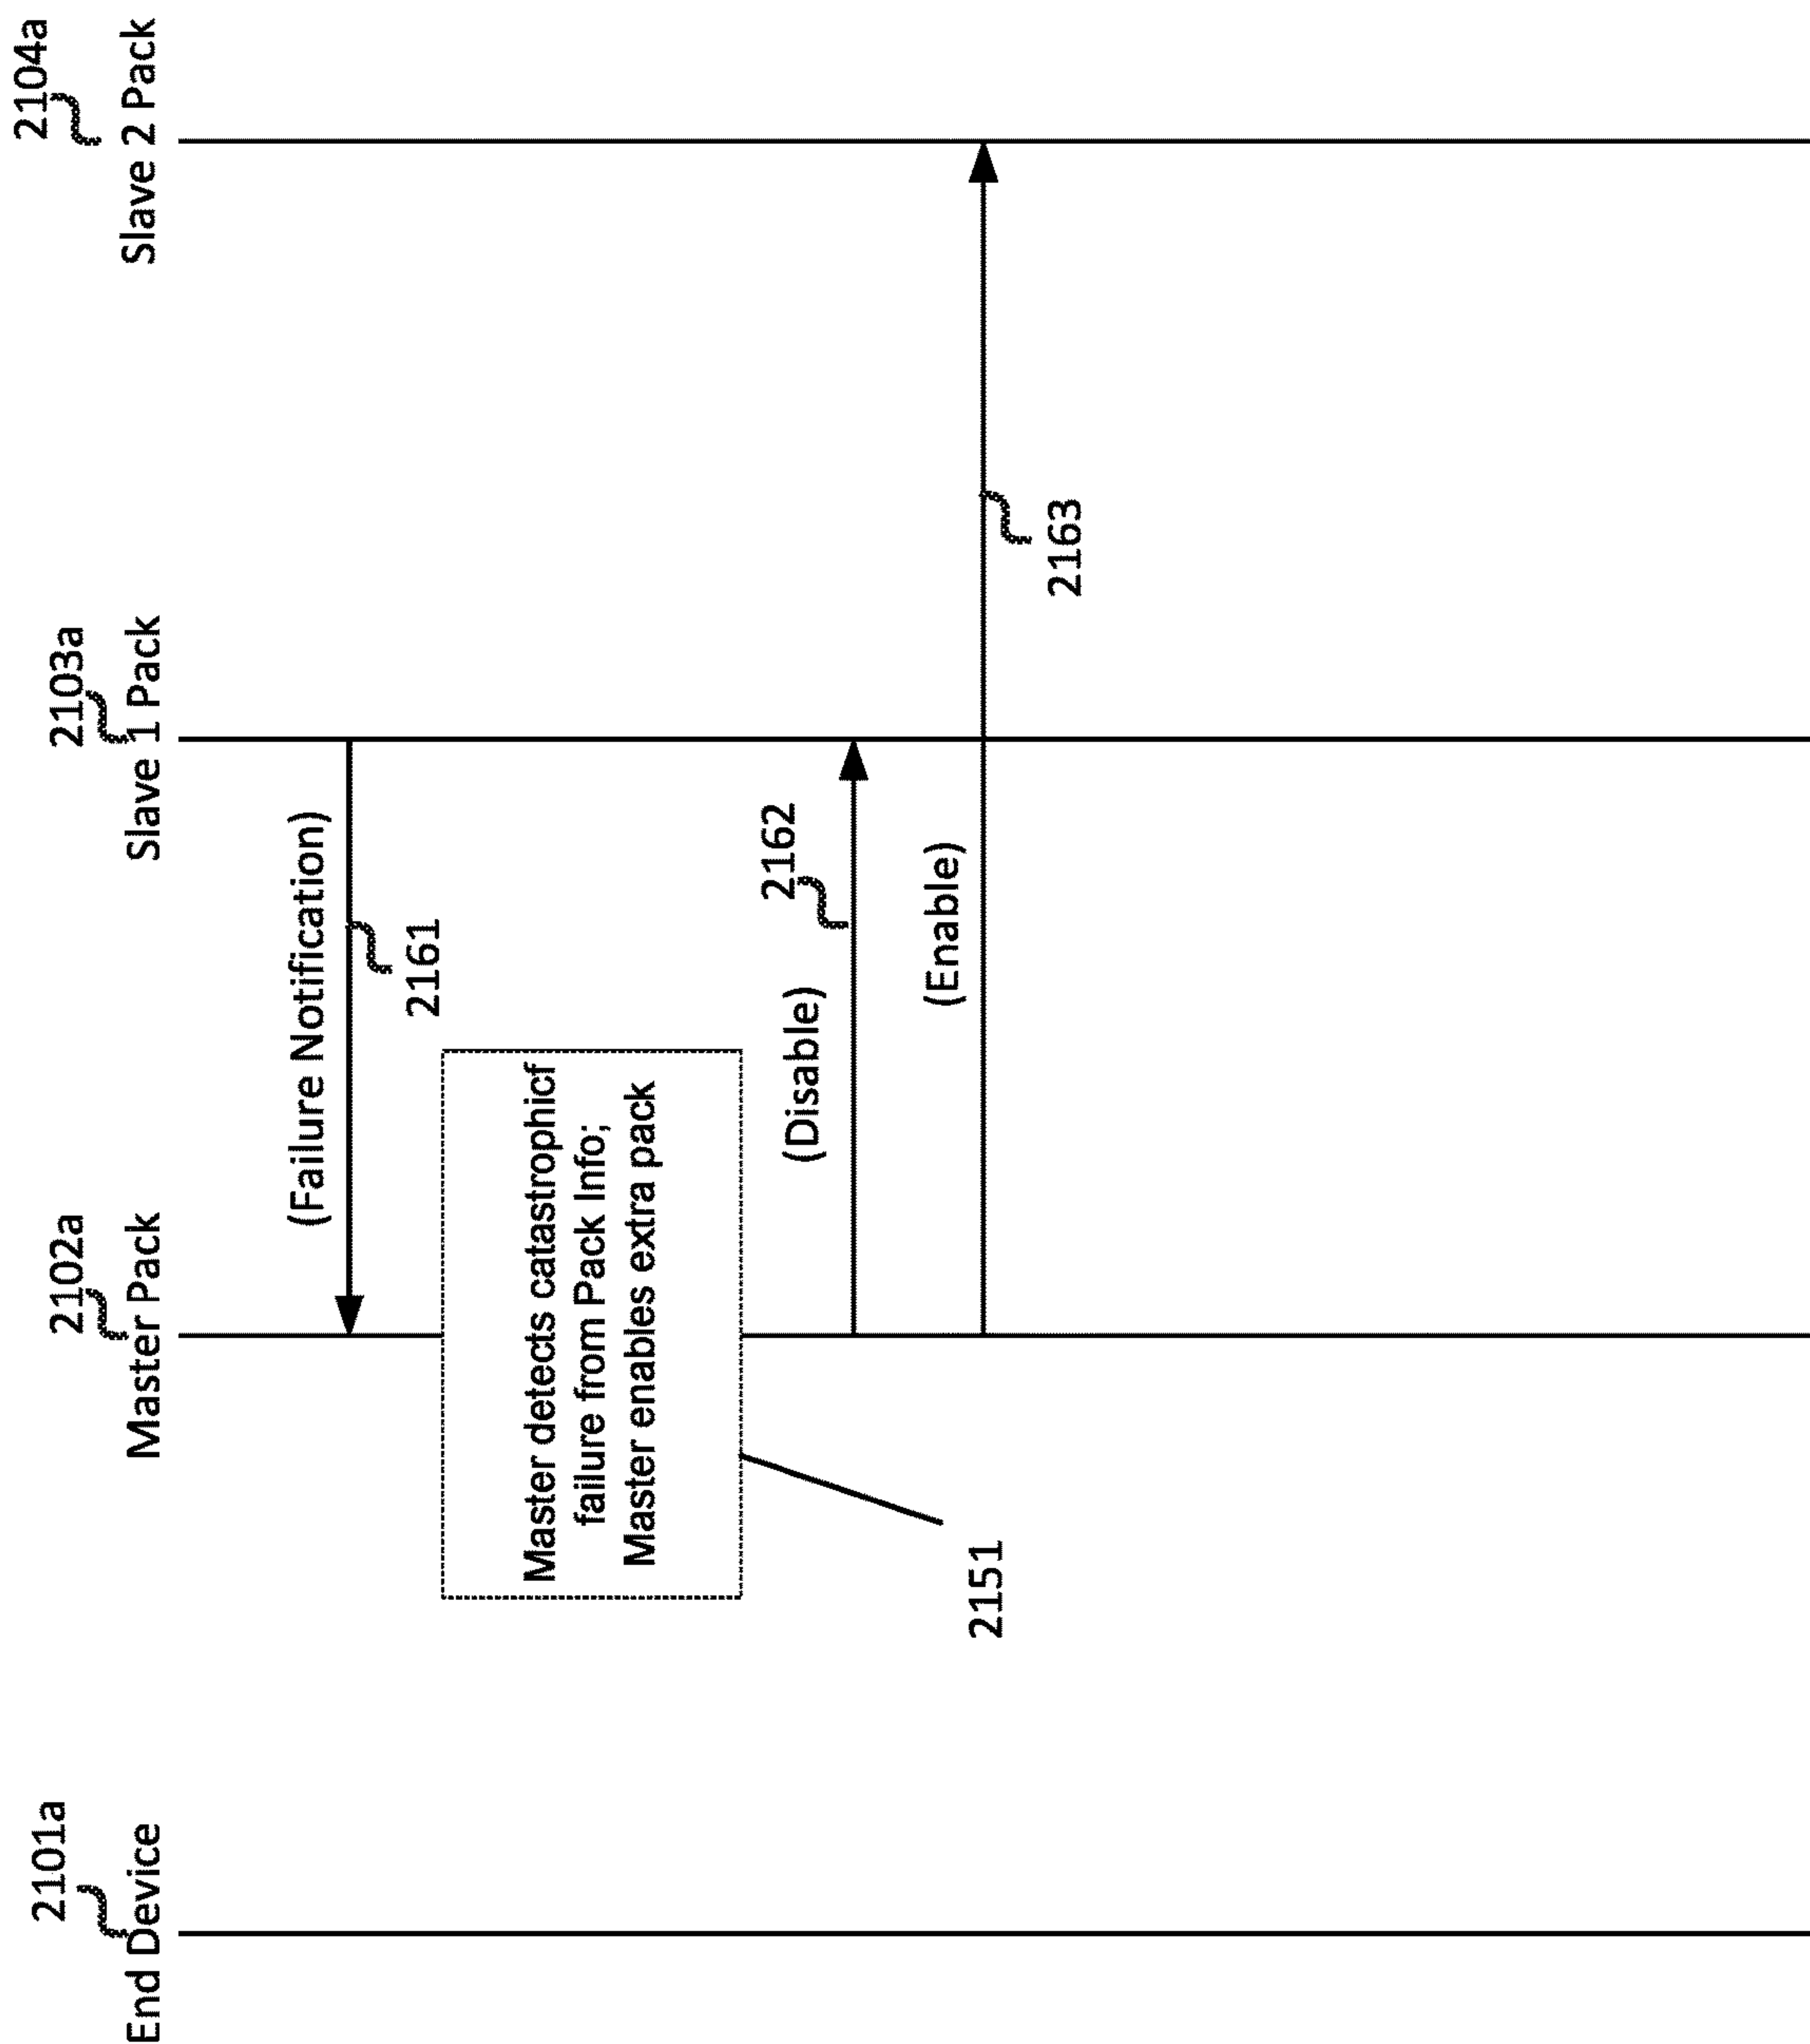 2101a
End Device
2102a
Master Pack
2103a
Slave 1 Pack
2104a
Slave 2 Pack
(Failure Notification)
2161
Master detects catastrophicf
failure from Pack Info;
Master enables extra pack
2151
(Disable)
2162
(Enable)
2163